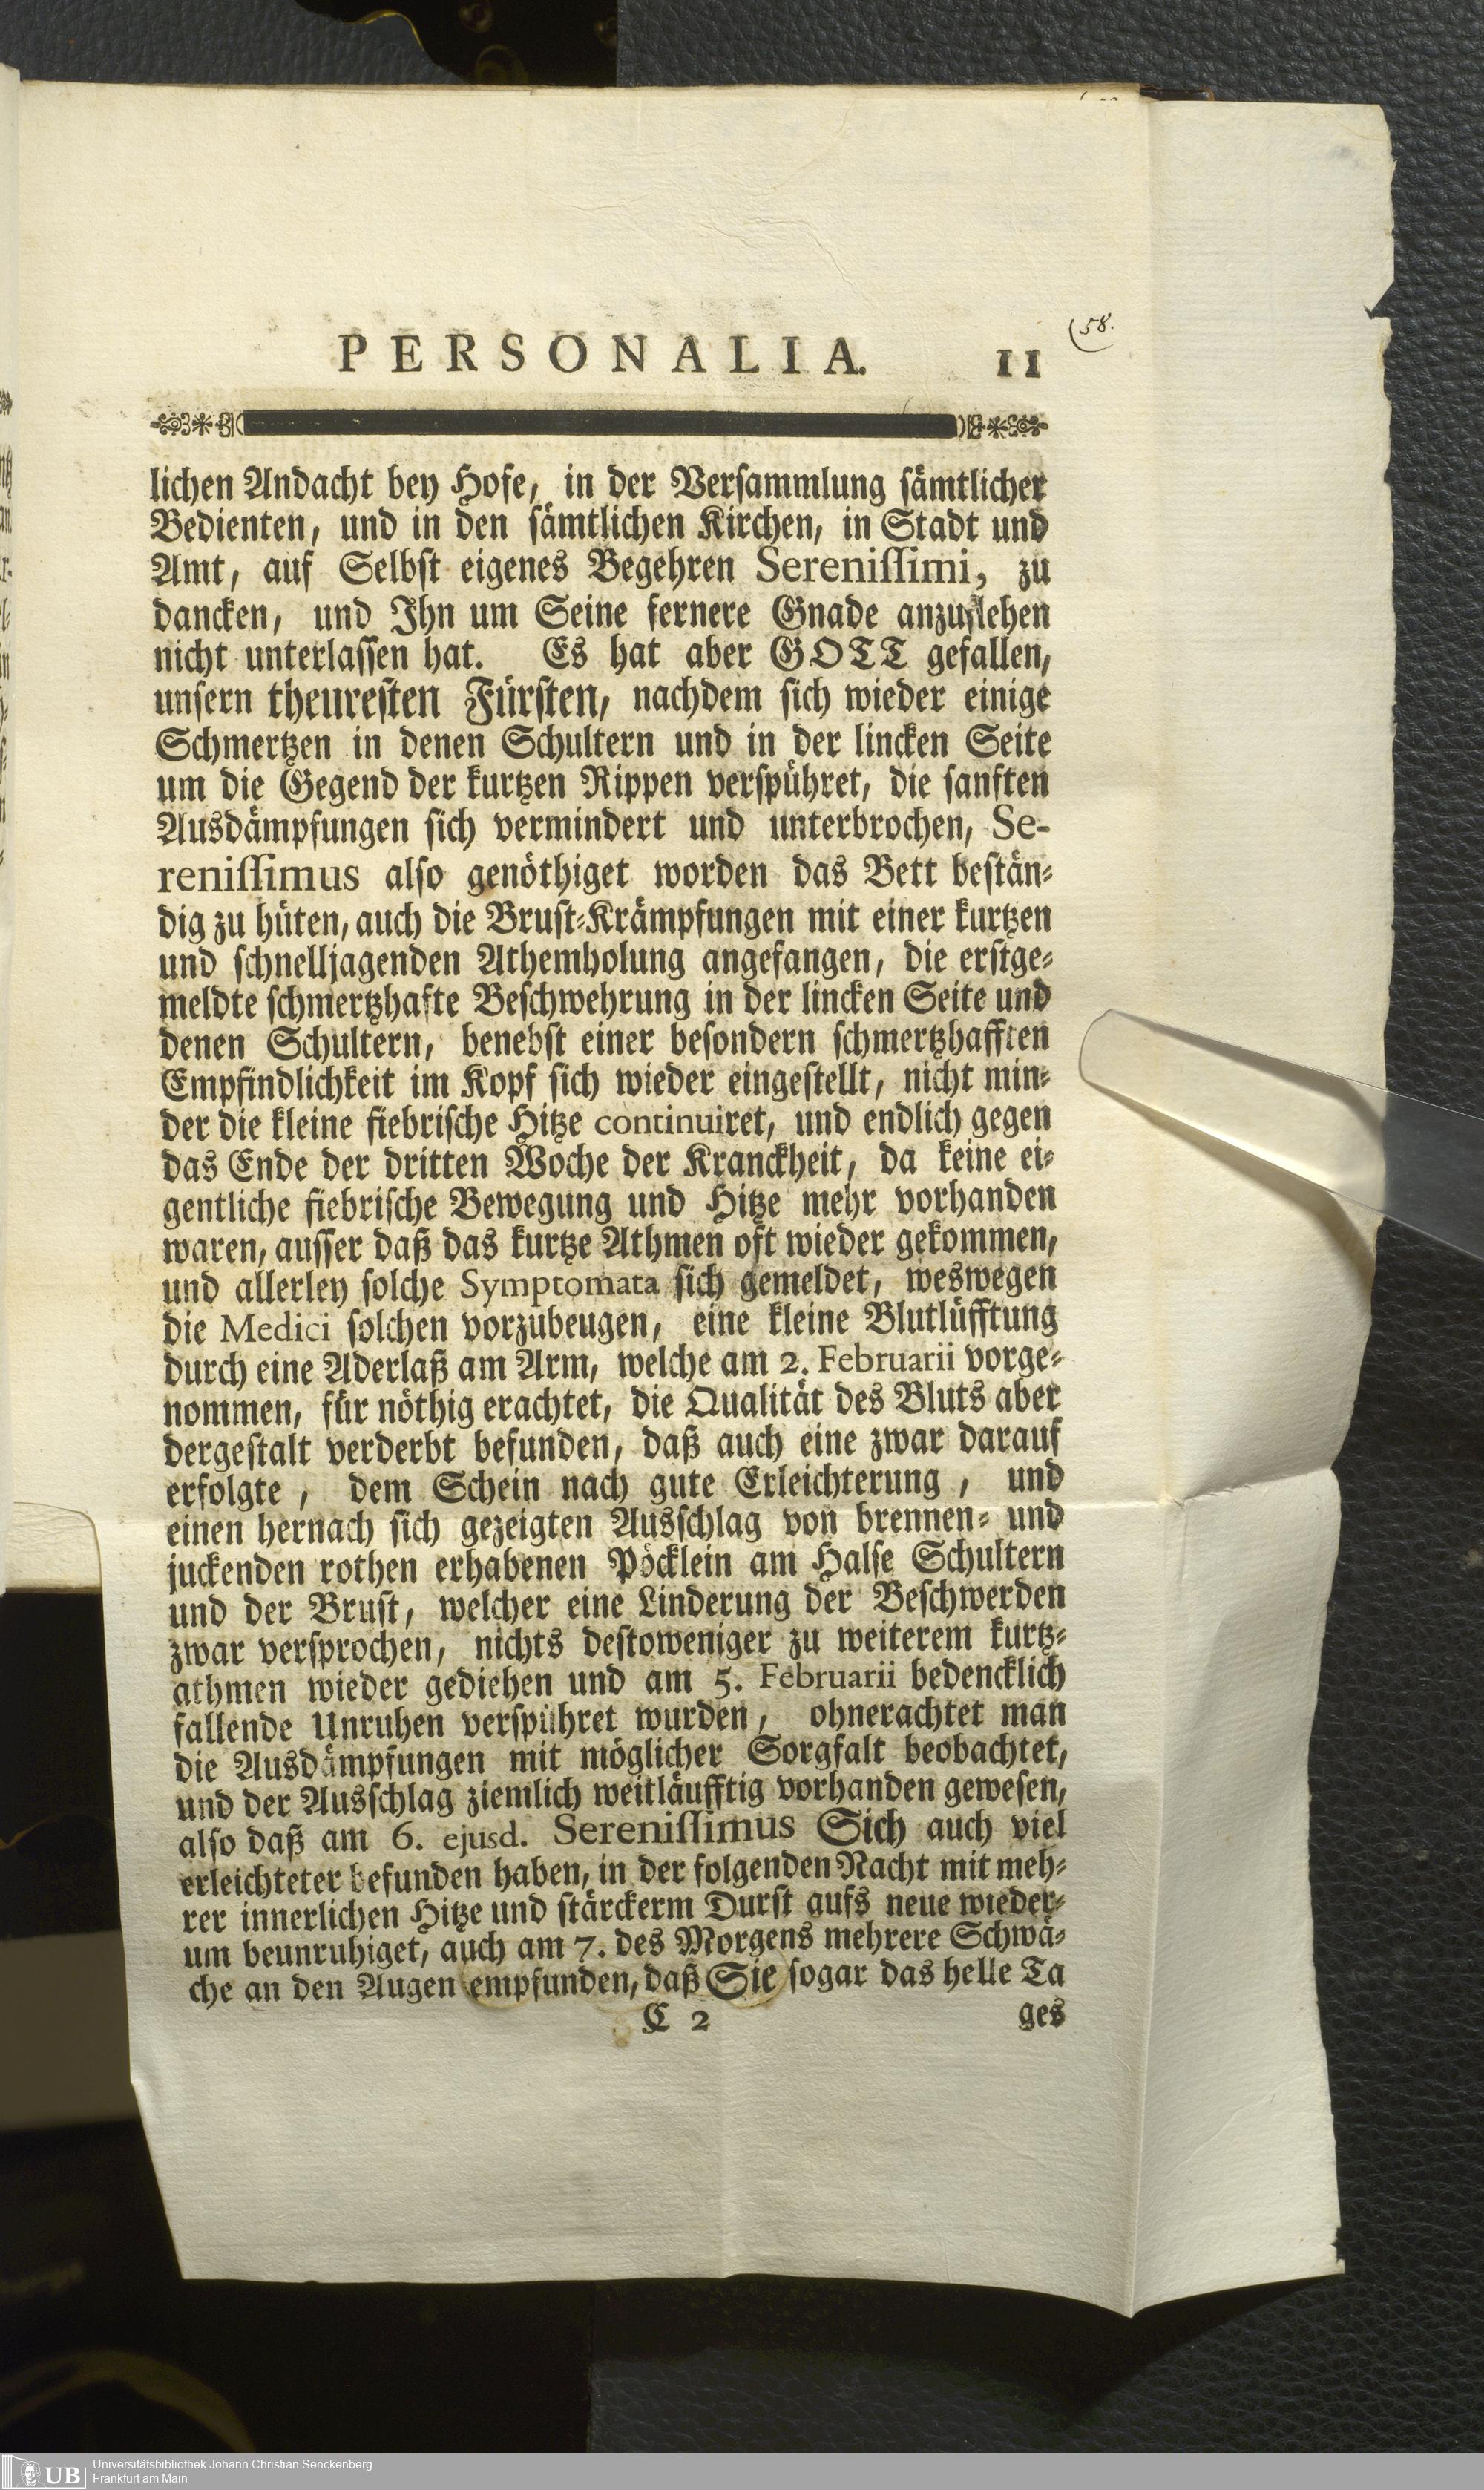 (58.
PERSONALIA. 11
lichen Andacht bey Hofe, in der Versammlung sämtlicher
Bedienten, und in den sämtlichen Kirchen, in Stadt und
Amt, auf Selbst eigenes Begehren Serenissimi, zu
dancken, und Ihn um Seine fernere Gnade anzuflehen
nicht unterlassen hat. Es hat aber GOTT gefallen,
unsern theuresten Fürsten, nachdem sich wieder einige
Schmertzen in denen Schultern und in der lincken Seite
um die Gegend der kurtzen Rippen verspühret, die sanften
Ausdämpfungen sich vermindert und unterbrochen, Se-
renissimus also genöthiget worden das Bett bestän-
dig zu hüten, auch die Brust-Krämpfungen mit einer kurtzen
und schnelljagenden Athemholung angefangen, die erstge-
meldte schmertzhafte Beschwehrung in der lincken Seite und
denen Schultern, benebst einer besondern schmertzhafften
Empfindlichkeit im Kopf sich wieder eingestellt, nicht min-
der die kleine fiebrische Hitze continuiret, und endlich gegen
das Ende der dritten Woche der Kranckheit, da keine ei-
gentliche fiebrische Bewegung und Hitze mehr vorhanden
waren, ausser daß das kurtze Athmen oft wieder gekommen,
und allerley solche Symptomata sich gemeldet, weswegen
die Medici solchen vorzubeugen, eine kleine Blutlüfftung
durch eine Aderlaß am Arm, welche am 2. Februarii vorge-
nommen, für nöthig erachtet, die Qualität des Bluts aber
dergestalt verderbt befunden, daß auch eine zwar darauf
erfolgte, dem Schein nach gute Erleichterung, und
einen hernach sich gezeigten Ausschlag von brennen- und
juckenden rothen erhabenen Pöcklein am Halse Schultern
und der Brust, welcher eine Linderung der Beschwerden
zwar versprochen, nichts destoweniger zu weiterem kurtz-
athmen wieder gediehen und am 5. Februarii bedencklich
fallende Unruhen verspühret wurden, ohnerachtet man
die Ausdämpfungen mit möglicher Sorgfalt beobachtet,
und der Ausschlag ziemlich weitläufftig vorhanden gewesen,
also daß am 6. ejusd. Serenissimus Sich auch viel
erleichteter befunden haben, in der folgenden Nacht mit meh-
rer innerlichen Hitze und stärckerm Durst aufs neue wieder-
um beunruhiget, auch am 7. des Morgens mehrere Schwä-
che an den Augen empfunden, daß Sie sogar das helle Ta
C 2 ges
UB Universitätsbibliothek Johann Christian Senckenberg
Frankfurt am Main